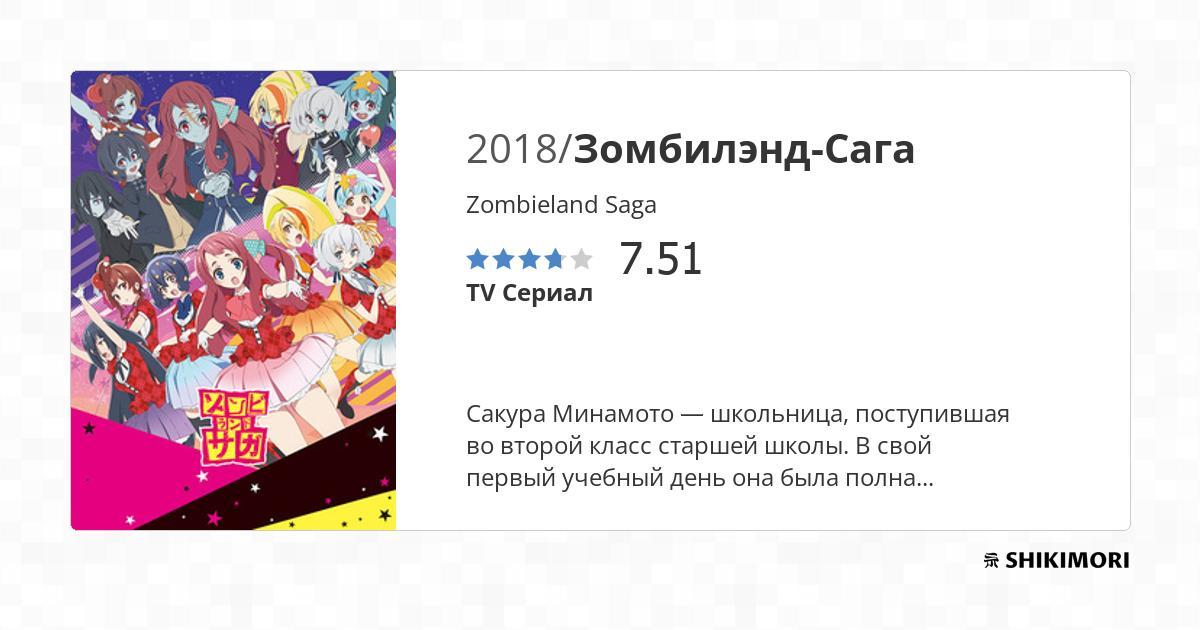 2018/Зомбилэнд-Сага
Zombieland Saga
7.51
TV Сериал
Сакура Минамото — школьница, поступившая
во второй класс старшей школы. В свой
первый учебный день она была полна...
ゾンビ
ランド
サガ
SHIKIMORI